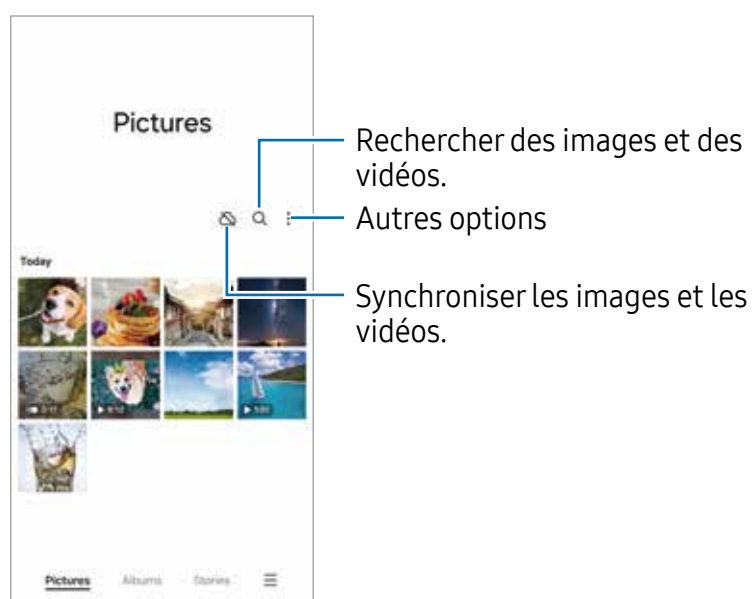 Pictures
Rechercher des images et des
vidéos.
Autres options
Today
Synchroniser les images et les
vidéos.
Pictures Albums Stories